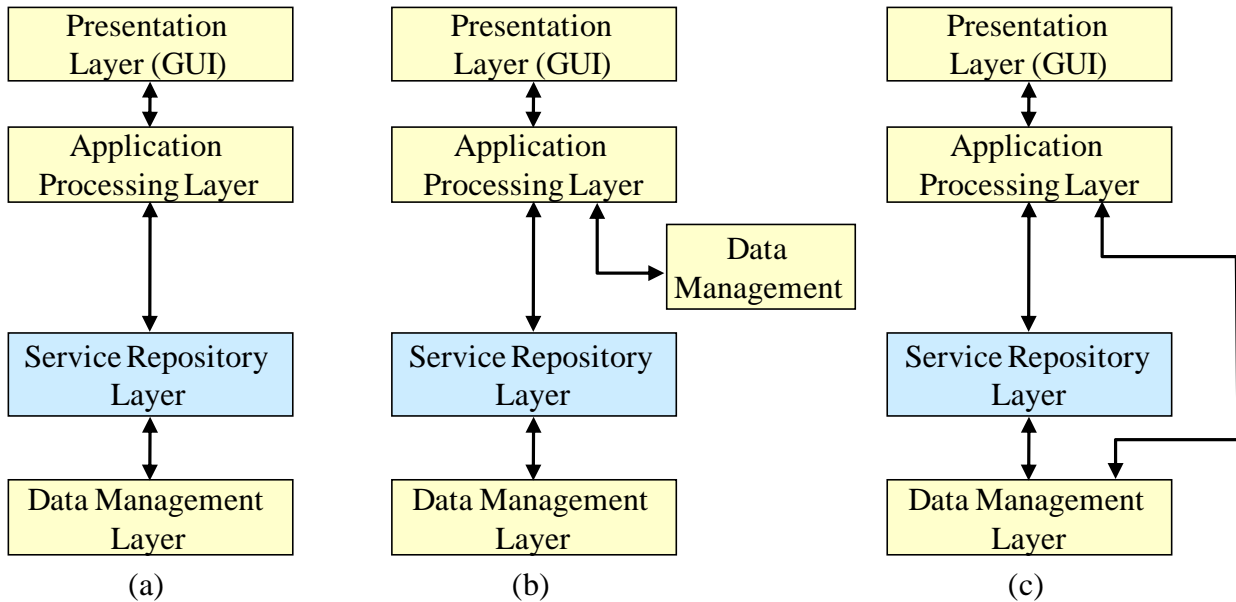 Presentation
Layer (GUI)
Application
Processing Layer
Service Repository
Layer
Data Management
Layer
(a)
Presentation
Layer (GUI)
Application
Processing Layer
Data
Management
Service Repository
Layer
Data Management
Layer
(b)
Presentation
Layer (GUI)
Application
Processing Layer
Service Repository
Layer
Data Management
Layer
(c)